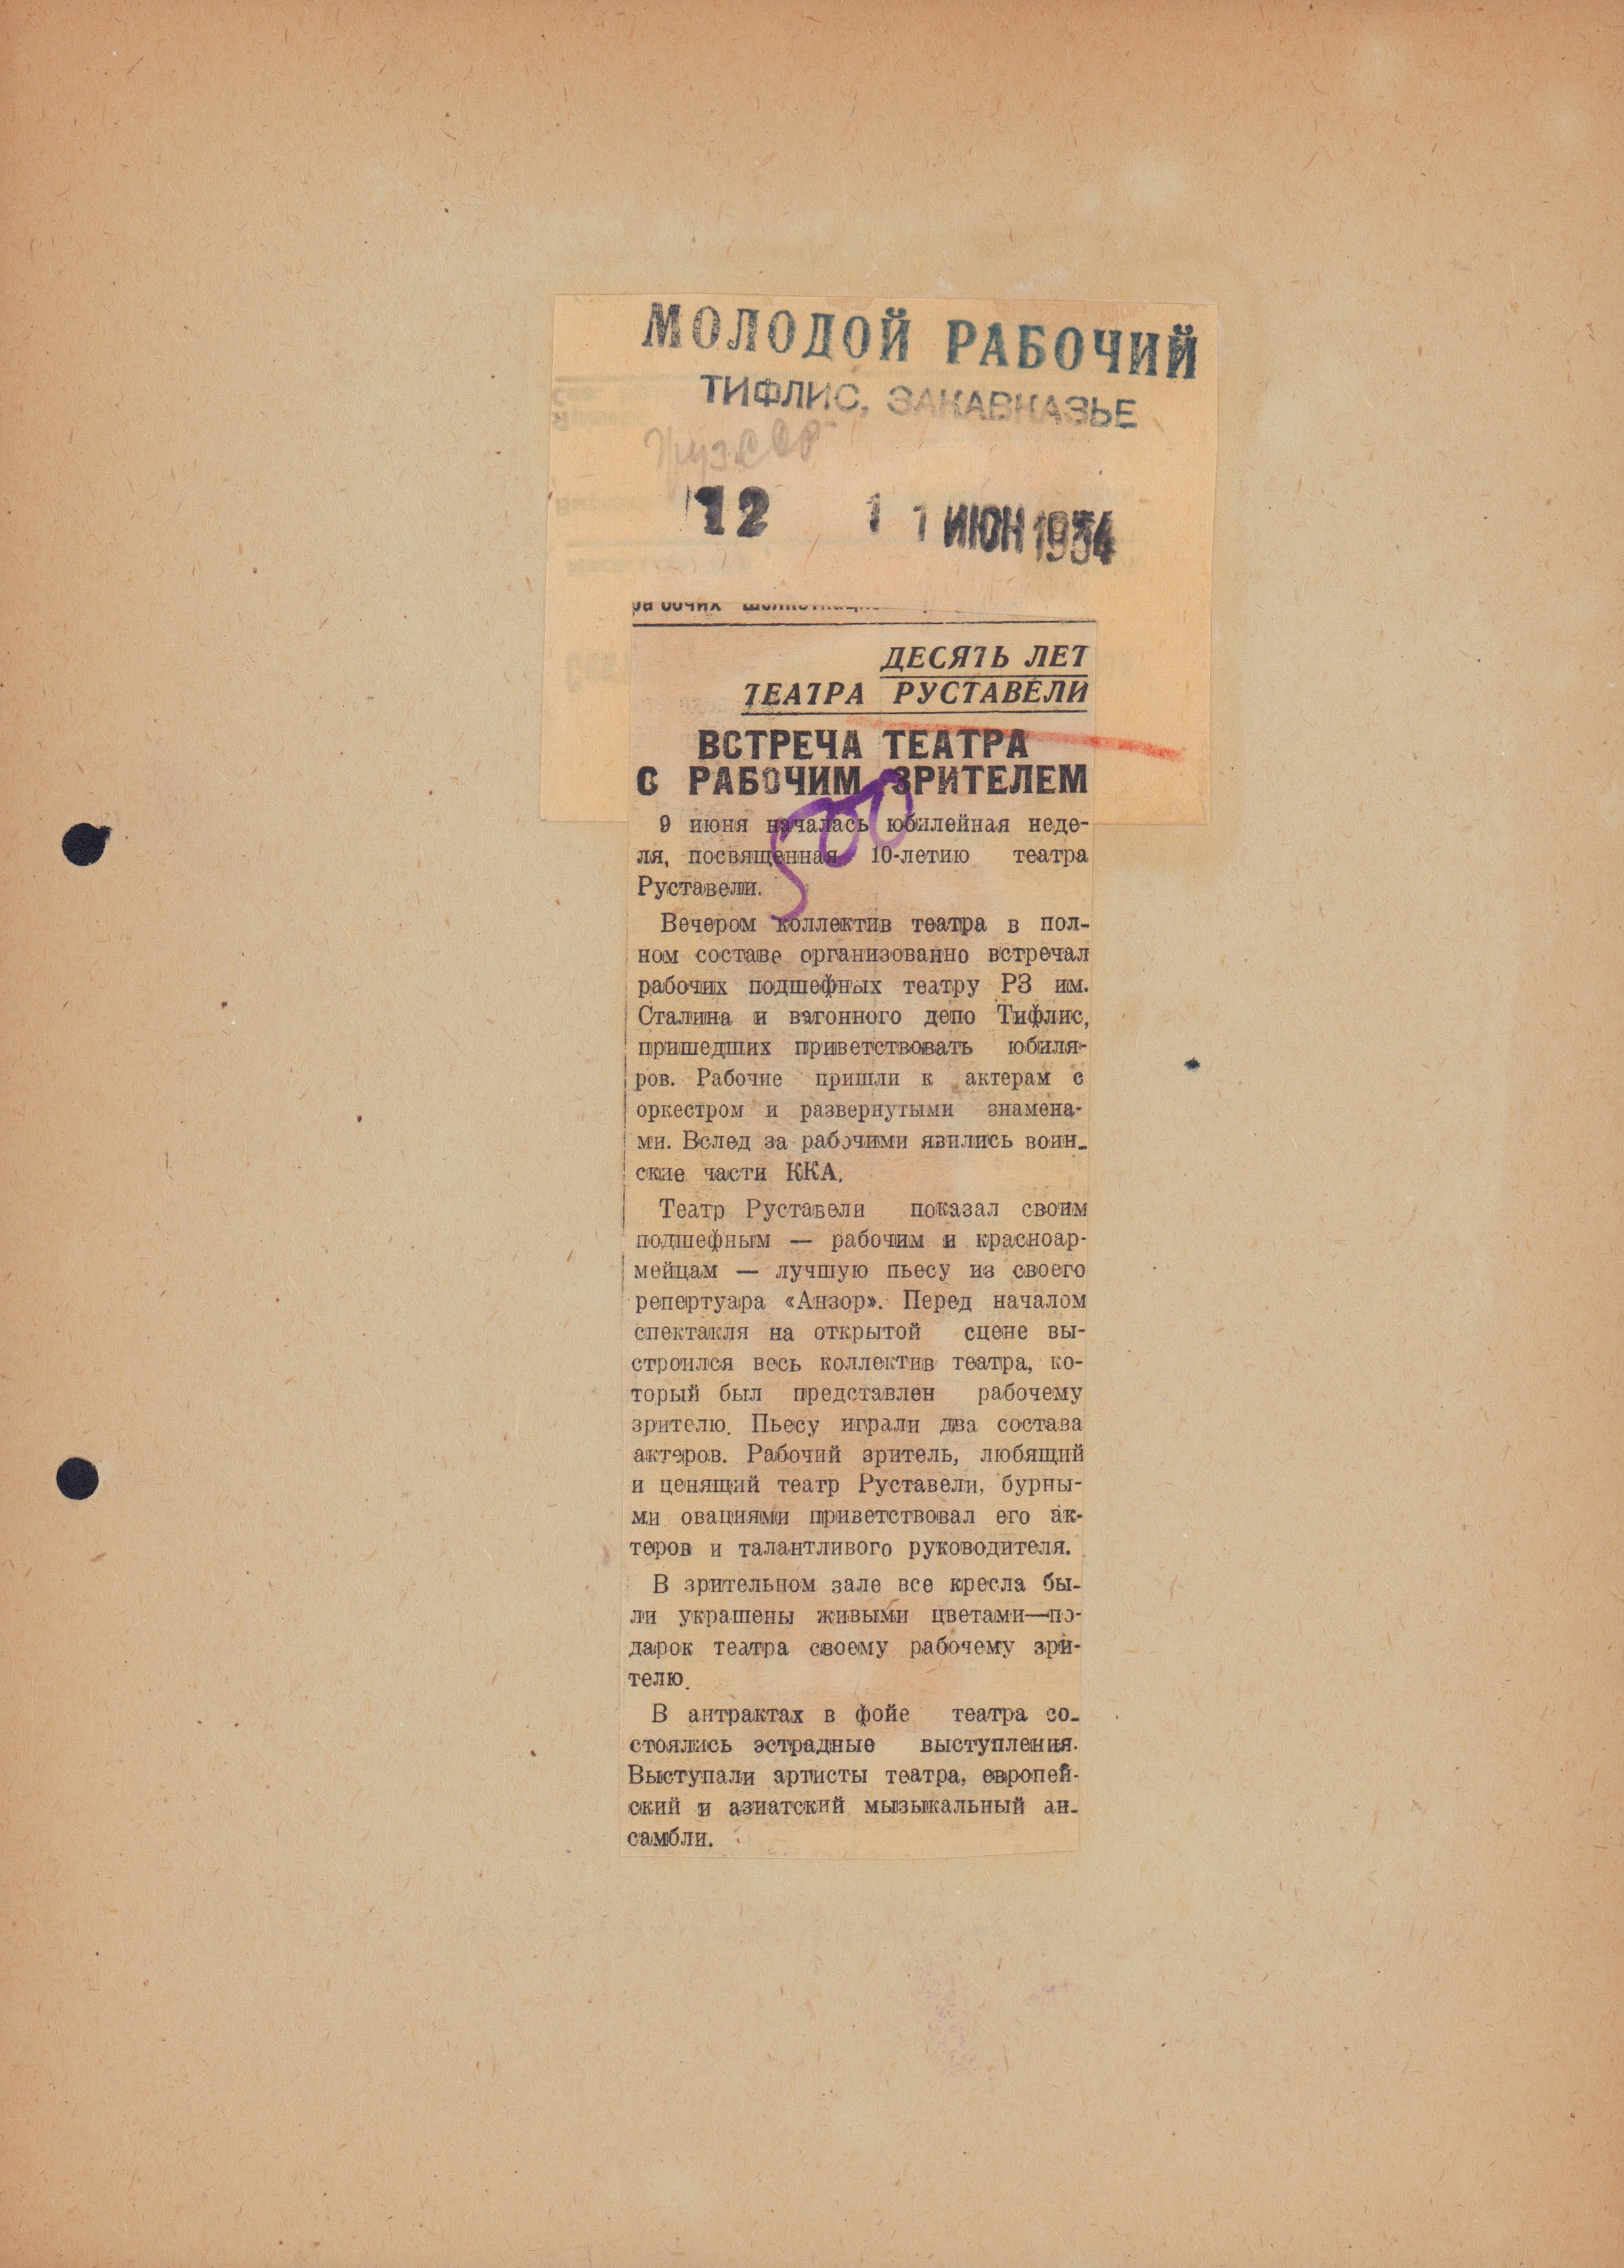 МОЛОДОЙ РАБОЧИЙ
ТИФЛИС, ЗАКАВКАЗЬЕ
ГрузССР
12 11 ИЮН 1934
ДЕСЯТЬ ЛЕТ
ТЕАТРА РУСТАВЕЛИ
ВСТРЕЧА ТЕАТРА
С РАБОЧИМ ЗРИТЕЛЕМ
500
9 июня началась юбилейная неде-
ля, посвященная 10-летию театра
Руставели.
Вечером коллектив театра в пол-
ном составе организованно встречал
рабочих подшефных театру РЗ им.
Сталина и вагонного депо Тифлис,
пришедших приветствовать юбиля-
ров. Рабочие пришли к актерам с
оркестром и развернутыми знамена-
ми. Вслед за рабочими явились воин-
ские части ККА.
Театр Руставели показал своим
подшефным — рабочим и красноар-
мейцам — лучшую пьесу из своего
репертуара «Анзор». Перед началом
спектакля на открытой сцене вы-
строился весь коллектив театра, ко-
торый был представлен рабочему
зрителю. Пьесу играли два состава
актеров. Рабочий зритель, любящий
и ценящий театр Руставели, бурны-
ми овациями приветствовал его ак-
теров и талантливого руководителя.
В зрительном зале все кресла бы-
ли украшены живыми цветами—по-
дарок театра своему рабочему зри-
телю.
В антрактах в фойе театра со-
стоялись эстрадные выступления.
Выступали артисты театра, европей-
ский и азиатский мызыкальный ан-
самбли.